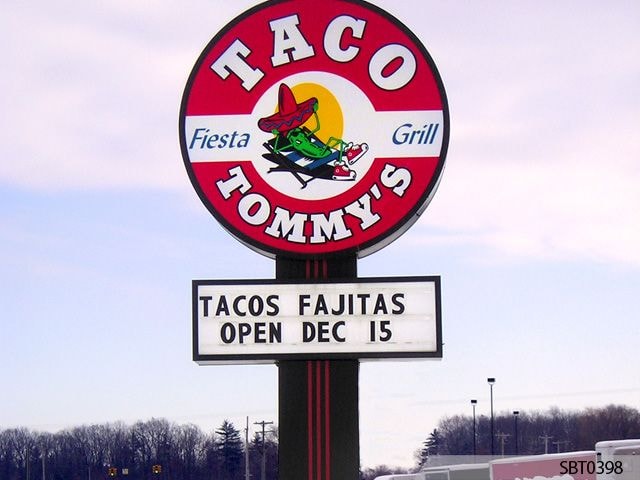 TACO
Fiesta Grill
TOMMY'S
TACOS FAJITAS
OPEN DEC 15
SBT0398